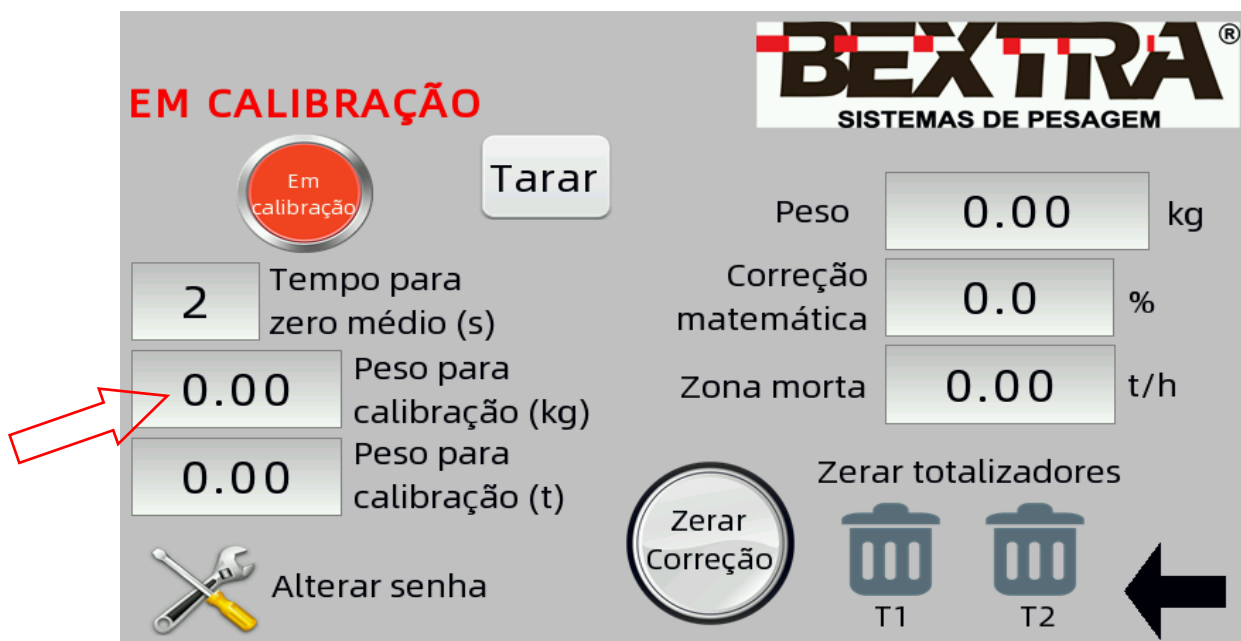 BEXTRA®
SISTEMAS DE PESAGEM
EM CALIBRAÇÃO
Em
calibração
Tarar
2
Tempo para
zero médio (s)
0.00
Peso para
calibração (kg)
0.00
Peso para
calibração (t)
Alterar senha
Peso
0.00
kg
Correção
matemática
0.0
%
Zona morta
0.00
t/h
Zerar
Correção
Zerar totalizadores
T1
T2